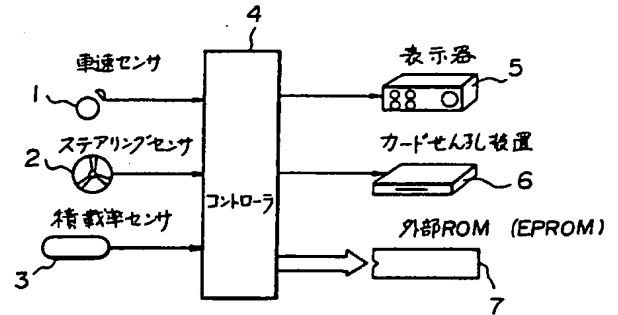 4
車速センサ
1
表示器
5
ステアリングセンサ
2
カードせん孔装置
6
コントローラ
積載率センサ
3
外部ROM (EPROM)
7